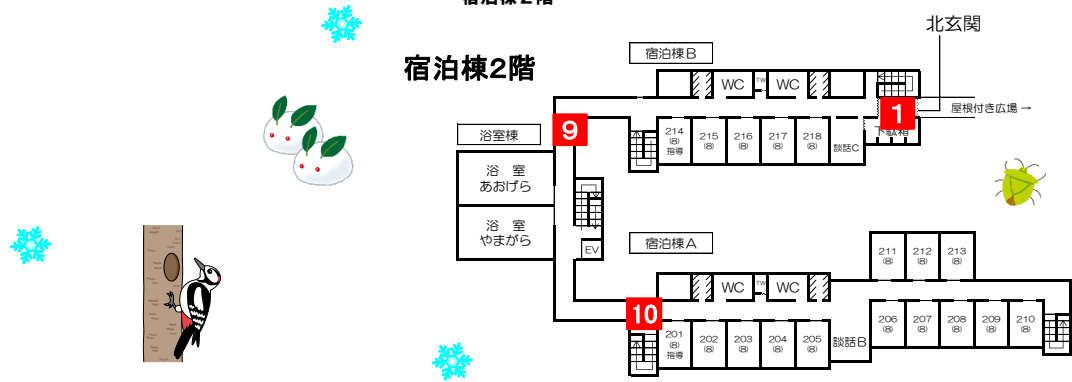 宿泊棟2階
北玄関
宿泊棟2階
宿泊棟B
WC
TW
WC
屋根付き広場 →
1
下駄箱
9
浴室棟
214
(8)
指導
215
(8)
216
(8)
217
(8)
218
(8)
談話C
浴 室
あおげら
浴 室
やまがら
EV
宿泊棟A
211
(8)
212
(8)
213
(8)
WC
TW
WC
10
201
(8)
指導
202
(8)
203
(8)
204
(8)
205
(8)
談話B
206
(8)
207
(8)
208
(8)
209
(8)
210
(8)